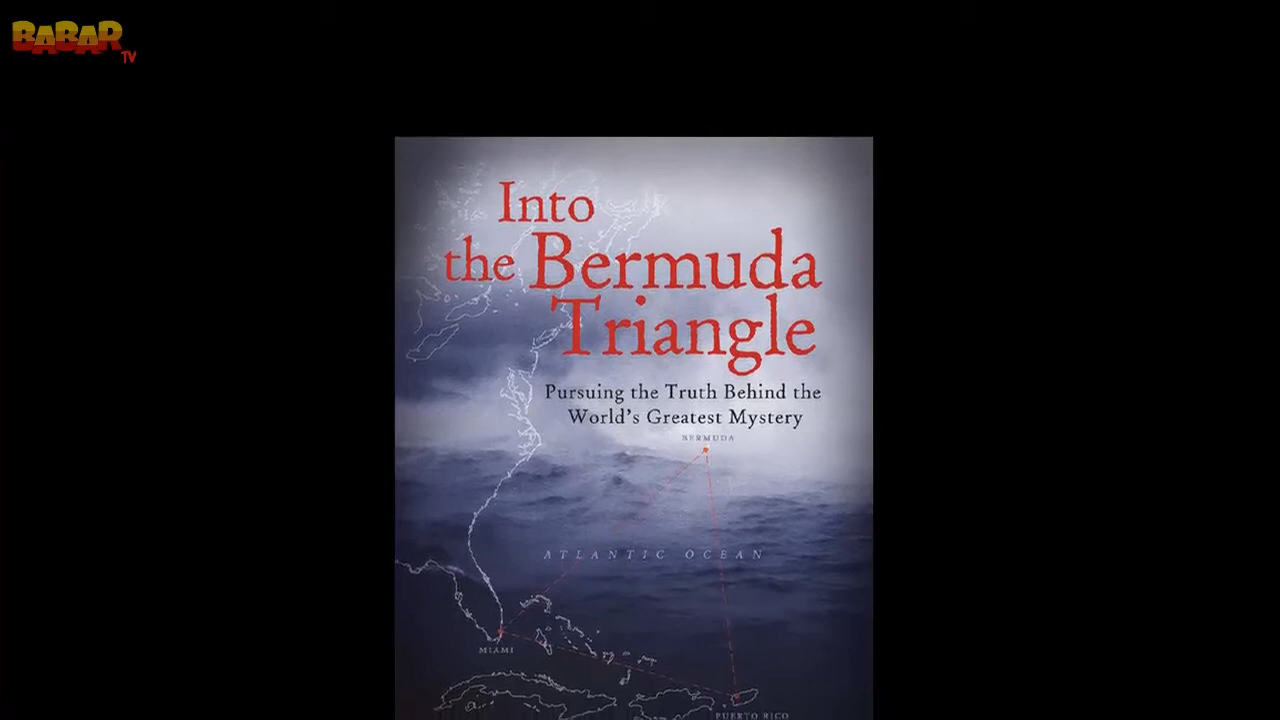 BABAR
TV
Into
the Bermuda
Triangle
Pursuing the Truth Behind the
World's Greatest Mystery
BERMUDA
ATLANTIC OCEAN
MIAMI
PUERTO RICO